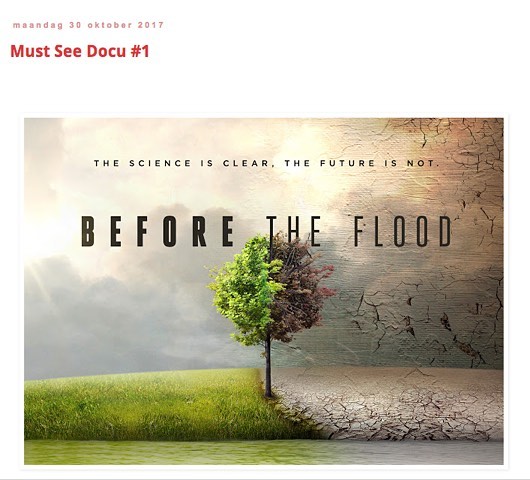 maandag 30 oktober 2017
Must See Docu #1
THE SCIENCE IS CLEAR, THE FUTURE IS NOT.
BEFORE THE FLOOD